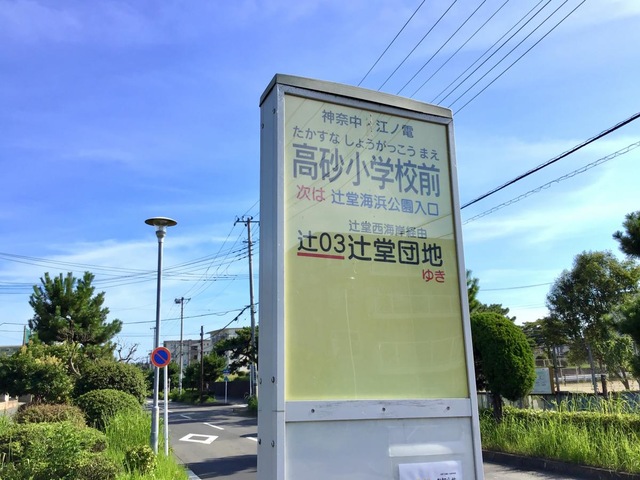 神奈中・江ノ電
たかすな しょうがっこう まえ
高砂小学校前
次は 辻堂海浜公園入口
辻堂西海岸経由
辻03 辻堂団地
ゆき